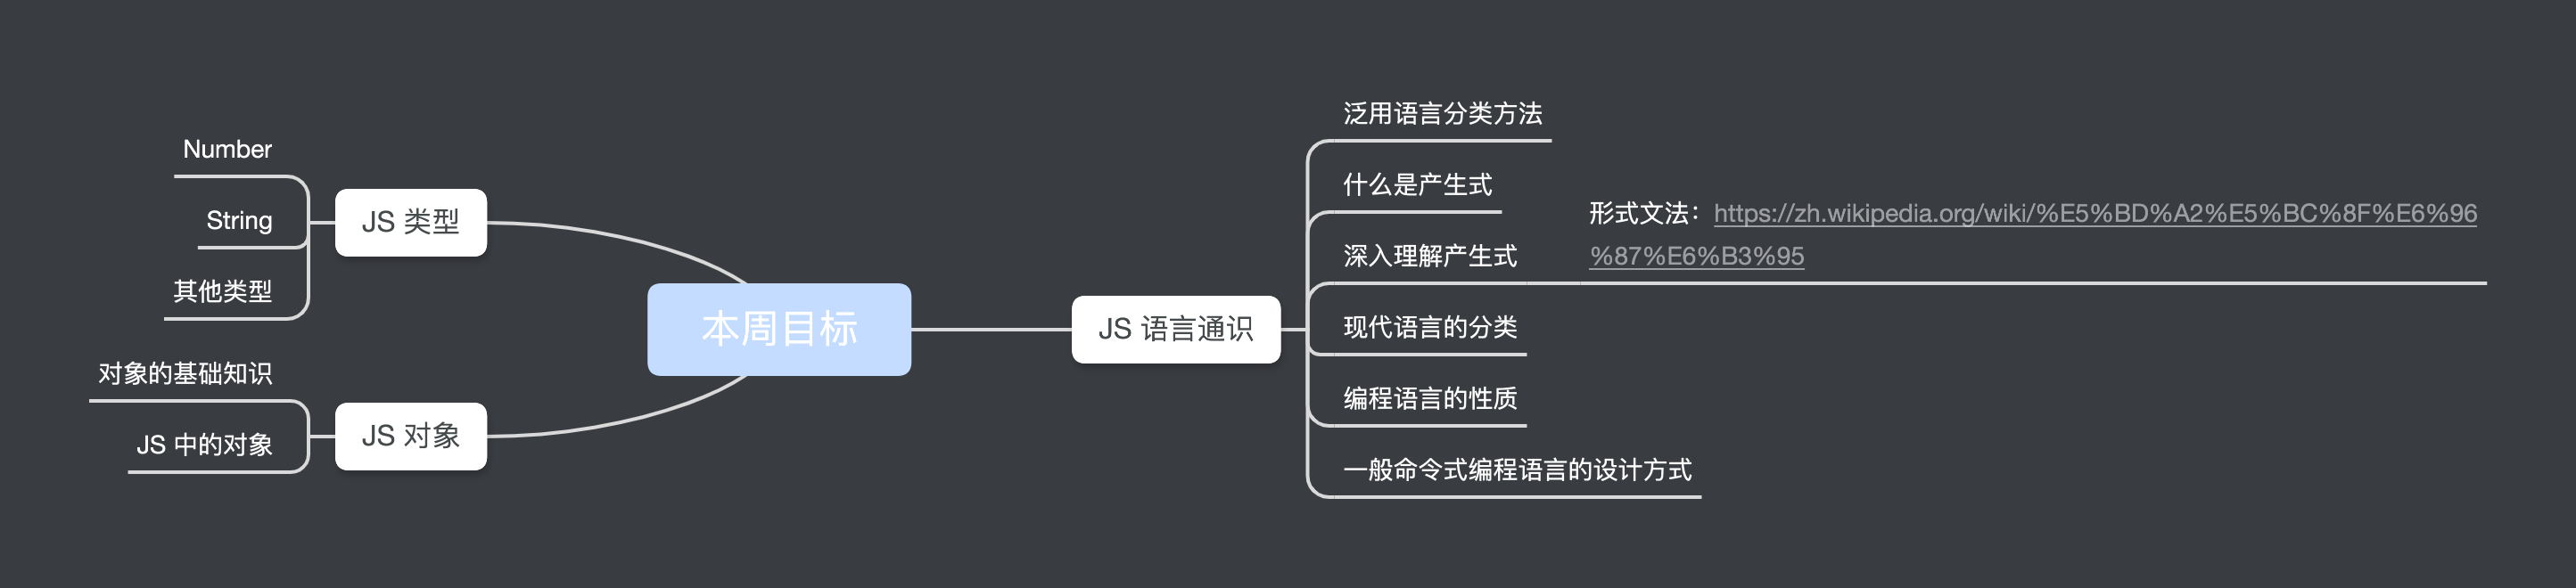 本周目标
JS 语言通识
泛用语言分类方法
什么是产生式
深入理解产生式
形式文法：https://zh.wikipedia.org/wiki/%E5%BD%A2%E5%BC%8F%E6%96
%87%E6%B3%95
现代语言的分类
编程语言的性质
一般命令式编程语言的设计方式
JS 类型
Number
String
其他类型
JS 对象
对象的基础知识
JS 中的对象